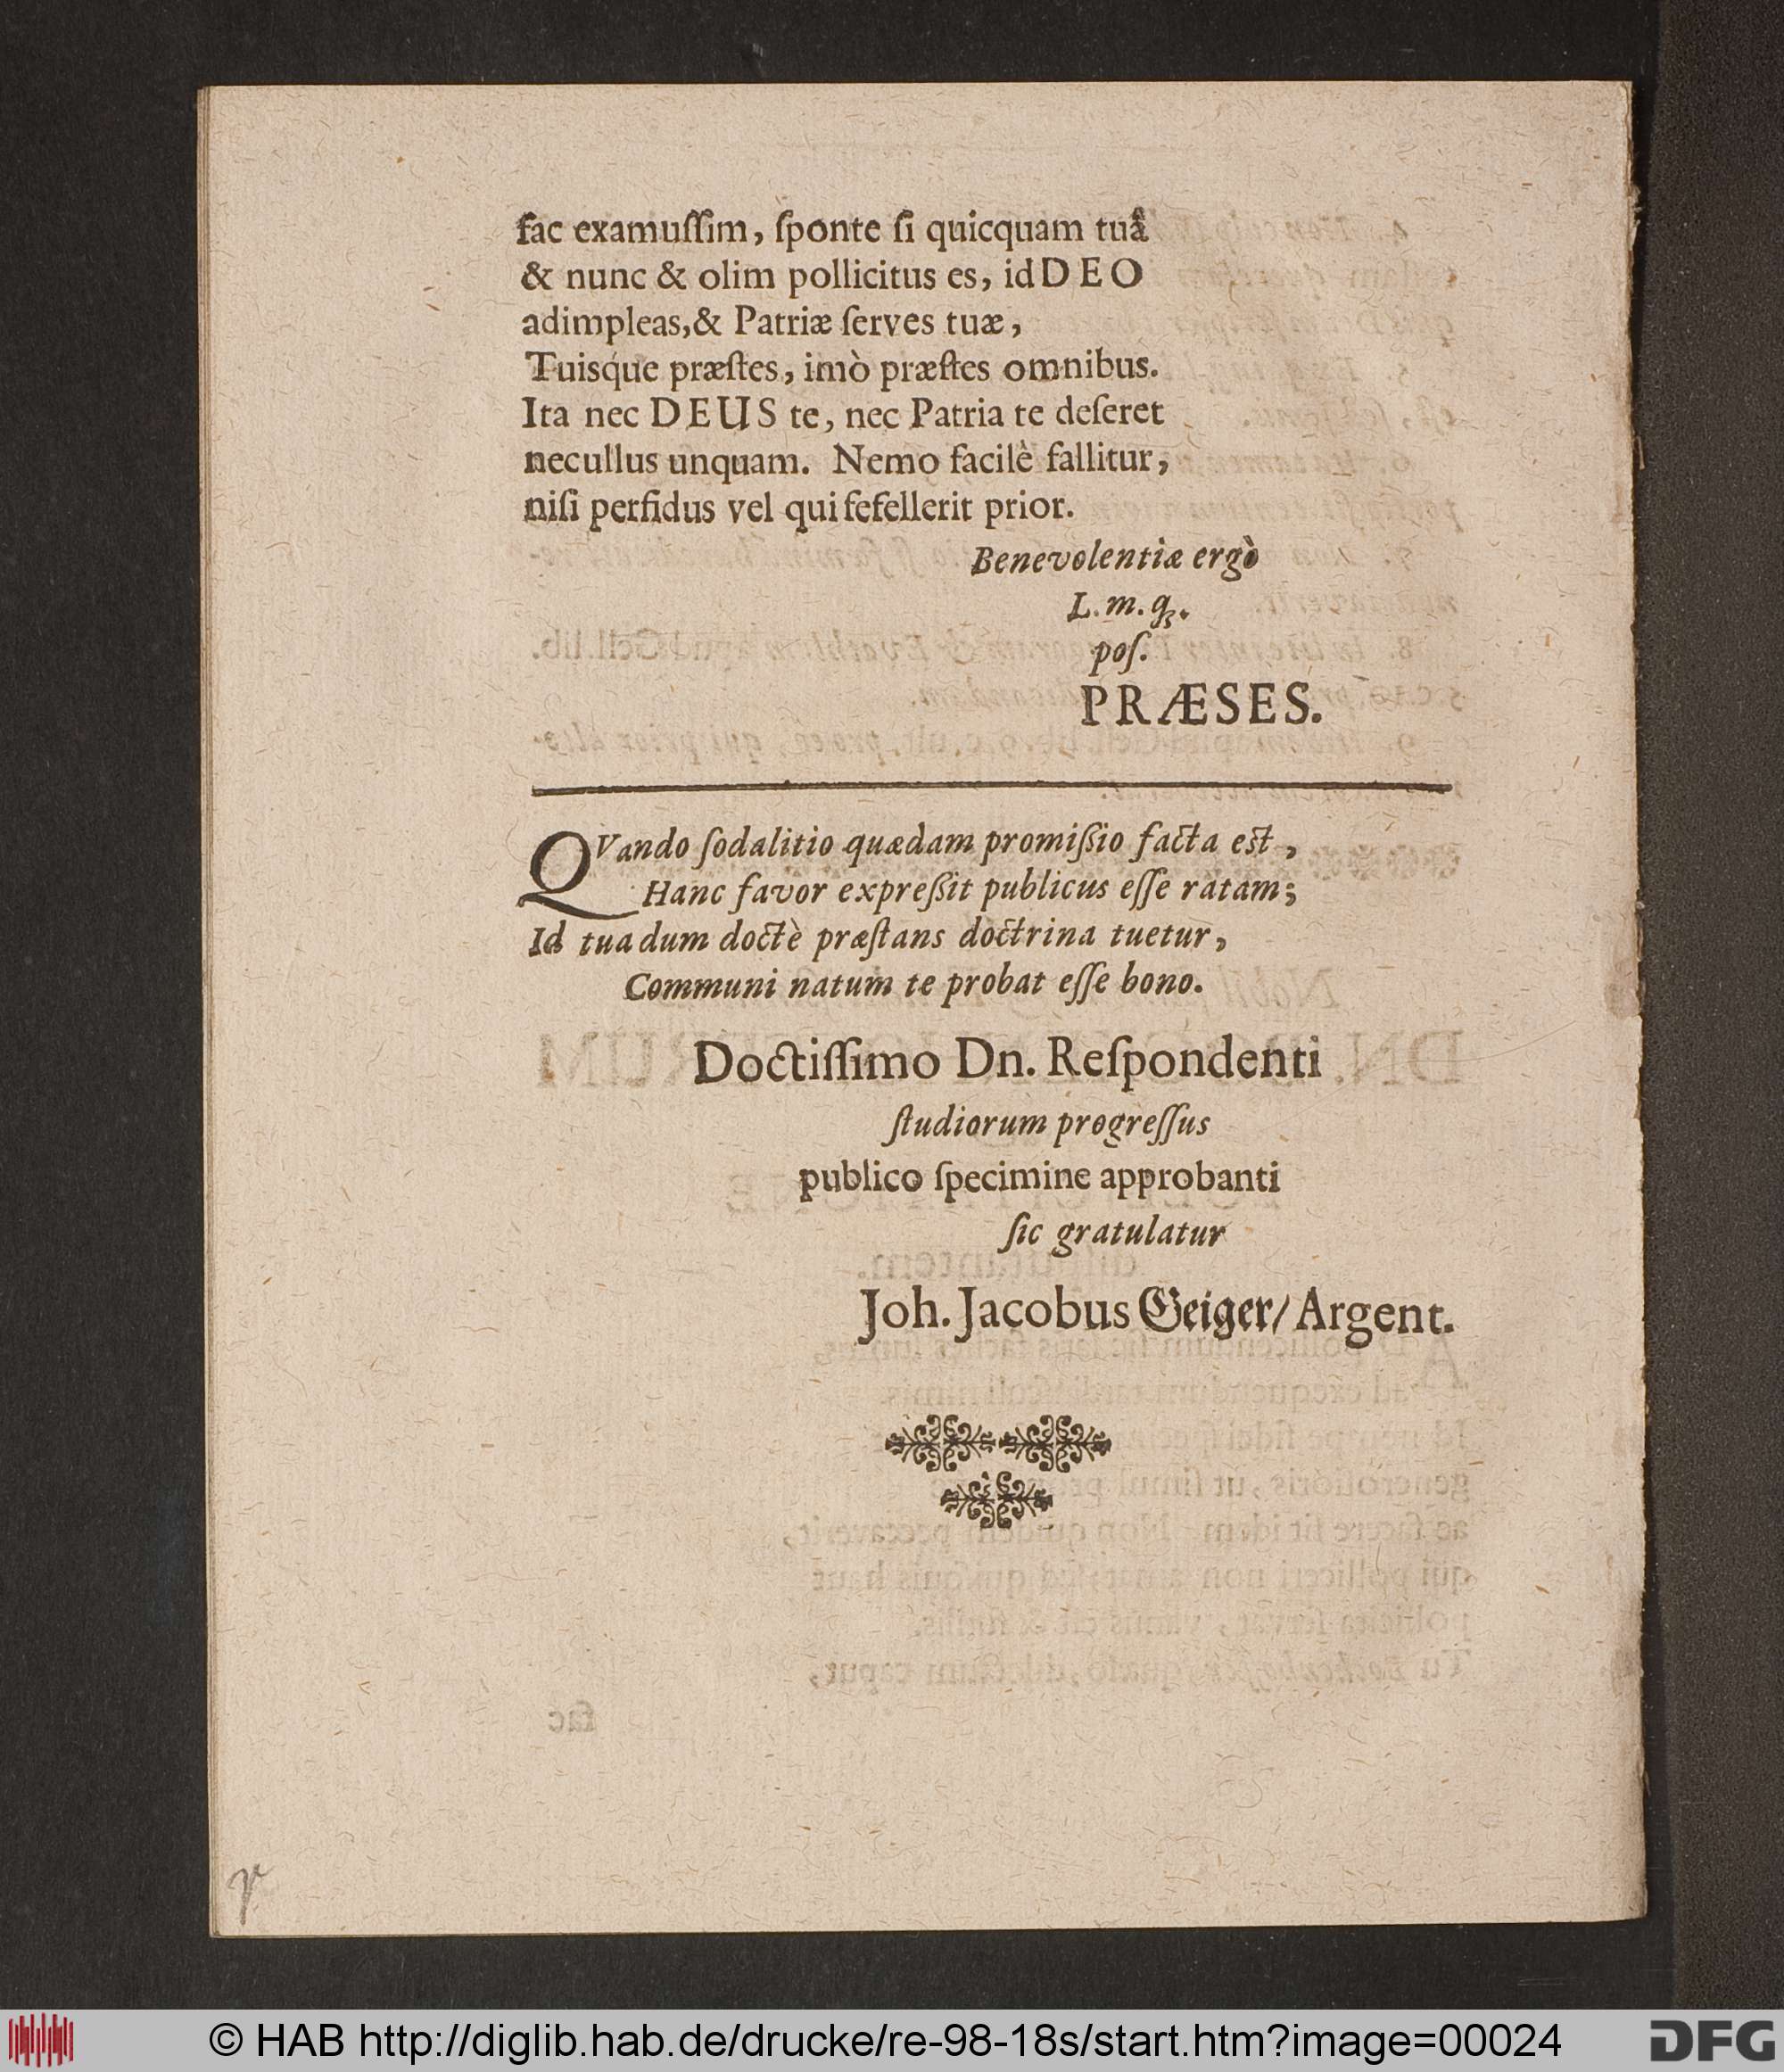 fac examuſſim, ſponte ſi quicquam tuâ
& nunc & olim pollicitus es, id DEO
adimpleas, & Patriæ ſerves tuæ,
Tuisque præſtes, imò præſtes omnibus.
Ita nec DEUS te, nec Patria te deſeret
nec ullus unquam. Nemo facilè fallitur,
niſi perfidus vel qui fefellerit prior.
Benevolentiæ ergò
L. m. q́;.
poſ.
PRÆSES.
QVando ſodalitio quædam promiſsio facta est,
Hanc favor expreſsit publicus eſſe ratam;
Id tua dum doctè præſtans doctrina tuetur,
Communi natum te probat eſſe bono.
Doctiſſimo Dn. Reſpondenti
ſtudiorum progreſſus
publico ſpecimine approbanti
ſic gratulatur
Joh. Jacobus Geiger/ Argent.
© HAB http://diglib.hab.de/drucke/re-98-18s/start.htm?image=00024
DFG